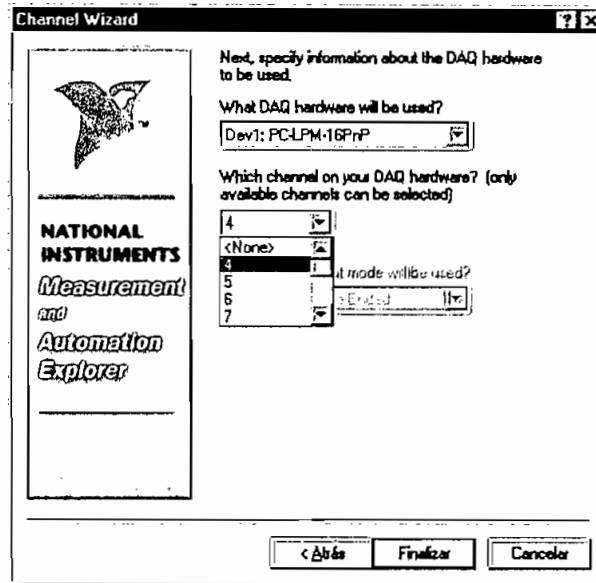 Channel Wizard
Next, specify information about the DAQ hardware
to be used.
What DAQ hardware will be used?
Dev1: PC-LPM-16PnP
Which channel on your DAQ hardware? (only
available channels can be selected)
4
<None>
4
5
6
7
ut mode will be used?
Ended
NATIONAL
INSTRUMENTS
Measurement
and
Automation
Explorer
< Atrás
Finalizar
Cancelar